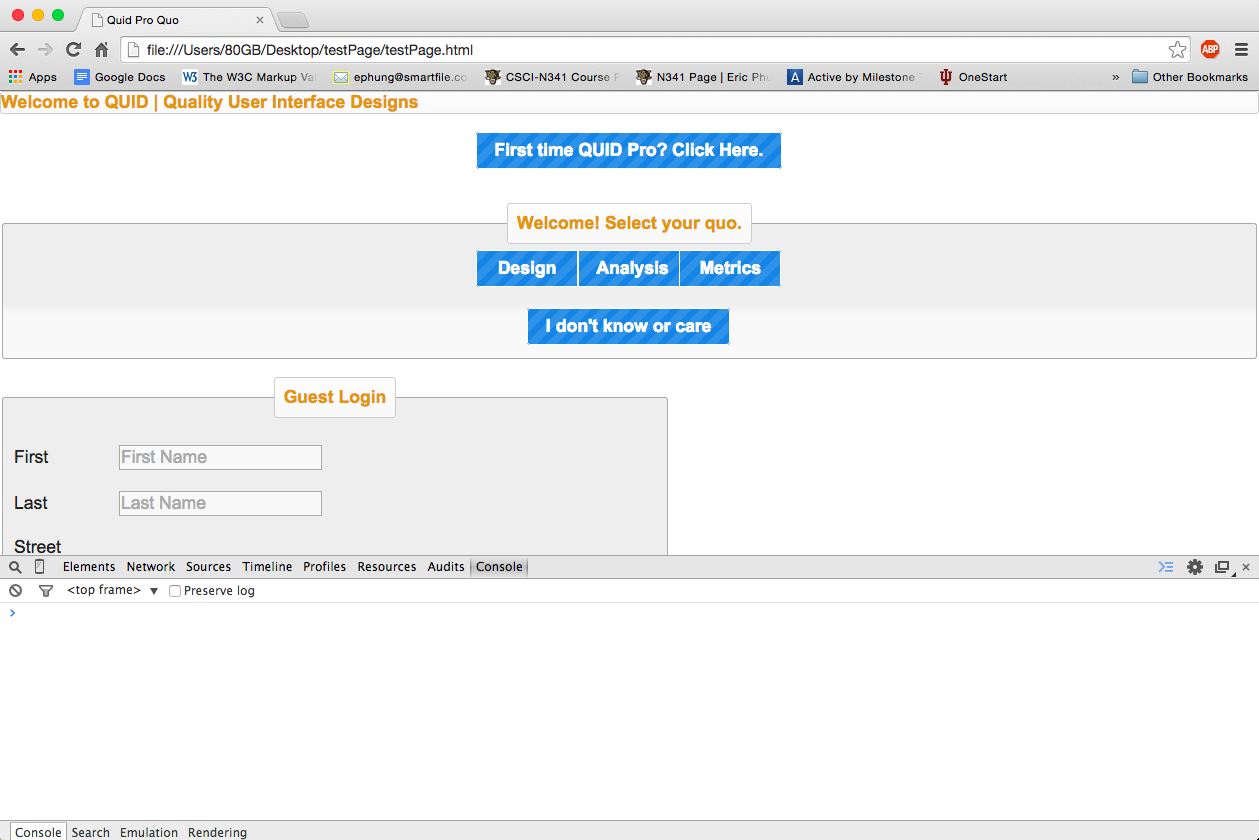 Quid Pro Quo
file:///Users/80GB/Desktop/testPage/testPage.html
ABP
Apps Google Docs W3 The W3C Markup Val ephung@smartfile.co CSCI-N341 Course N341 Page | Eric Phu A Active by Milestone OneStart » Other Bookmarks
Welcome to QUID | Quality User Interface Designs
First time QUID Pro? Click Here.
Welcome! Select your quo.
Design Analysis Metrics
I don't know or care
Guest Login
First First Name
Last Last Name
Street
Elements Network Sources Timeline Profiles Resources Audits Console
<top frame> Preserve log
Console Search Emulation Rendering